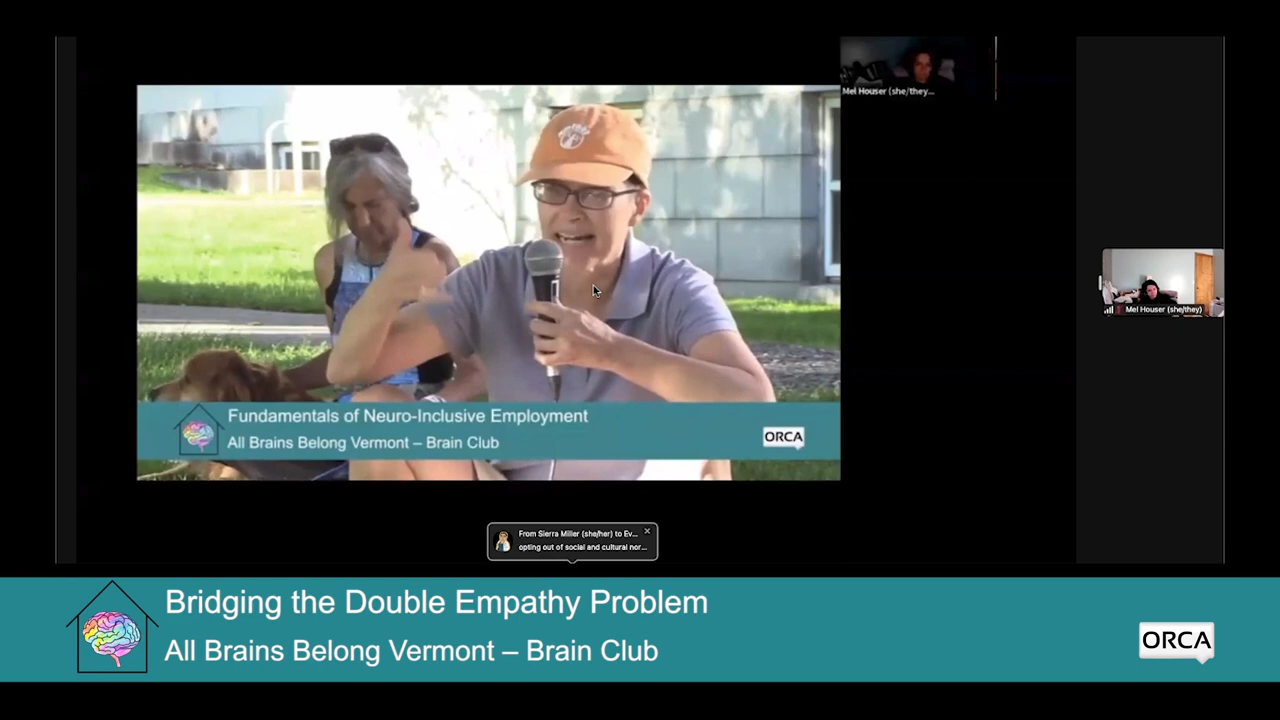 Mel Houser (she/they...
Fundamentals of Neuro-Inclusive Employment
All Brains Belong Vermont – Brain Club
ORCA
Mel Houser (she/they)
From Sierra Miller (she/her) to Ev...
opting out of social and cultural nor...
Bridging the Double Empathy Problem
All Brains Belong Vermont – Brain Club
ORCA